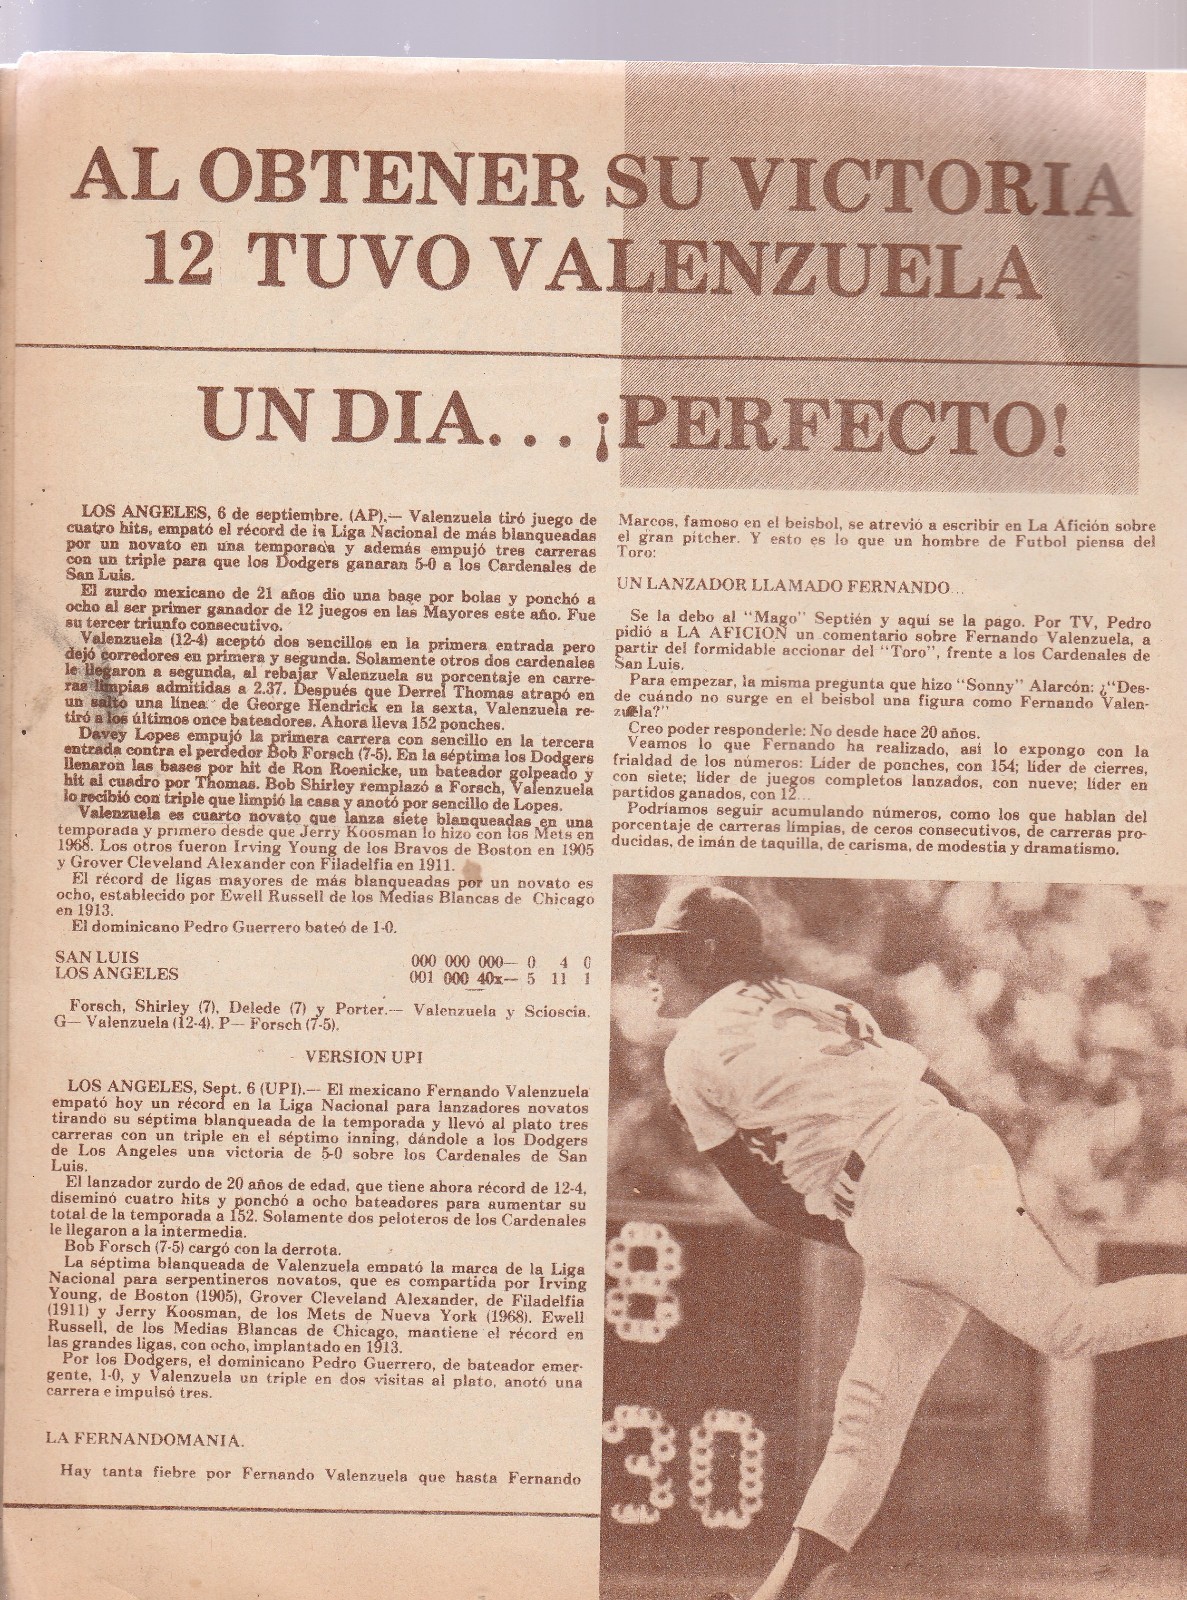 AL OBTENER SU VICTORIA
12 TUVO VALENZUELA
UN DIA... ¡PERFECTO!
LOS ANGELES, 6 de septiembre. (AP).— Valenzuela tiró juego de
cuatro hits, empató el récord de la Liga Nacional de más blanqueadas
por un novato en una temporada y además empujó tres carreras
con un triple para que los Dodgers ganaran 5-0 a los Cardenales de
San Luis.
El zurdo mexicano de 21 años dio una base por bolas y ponchó a
ocho al ser primer ganador de 12 juegos en las Mayores este año. Fue
su tercer triunfo consecutivo.
Valenzuela (12-4) aceptó dos sencillos en la primera entrada pero
dejó corredores en primera y segunda. Solamente otros dos cardenales
le llegaron a segunda, al rebajar Valenzuela su porcentaje en carre-
ras limpias admitidas a 2.37. Después que Derrel Thomas atrapó en
un salto una línea de George Hendrick en la sexta, Valenzuela re-
tiró a los últimos once bateadores. Ahora lleva 152 ponches.
Davey Lopes empujó la primera carrera con sencillo en la tercera
entrada contra el perdedor Bob Forsch (7-5). En la séptima los Dodgers
llenaron las bases por hit de Ron Roenicke, un bateador golpeado y
hit al cuadro por Thomas. Bob Shirley remplazó a Forsch, Valenzuela
lo recibió con triple que limpió la casa y anotó por sencillo de Lopes.
Valenzuela es cuarto novato que lanza siete blanqueadas en una
temporada y primero desde que Jerry Koosman lo hizo con los Mets en
1968. Los otros fueron Irving Young de los Bravos de Boston en 1905
y Grover Cleveland Alexander con Filadelfia en 1911.
El récord de ligas mayores de más blanqueadas por un novato es
ocho, establecido por Ewell Russell de los Medias Blancas de Chicago
en 1913.
El dominicano Pedro Guerrero bateó de 1-0.
SAN LUIS 000 000 000— 0 4 0
LOS ANGELES 001 000 40x— 5 11 1
Forsch, Shirley (7), Delede (7) y Porter.— Valenzuela y Scioscia.
G— Valenzuela (12-4). P— Forsch (7-5).
VERSION UPI
LOS ANGELES, Sept. 6 (UPI).— El mexicano Fernando Valenzuela
empató hoy un récord en la Liga Nacional para lanzadores novatos
tirando su séptima blanqueada de la temporada y llevó al plato tres
carreras con un triple en el séptimo inning, dándole a los Dodgers
de Los Angeles una victoria de 5-0 sobre los Cardenales de San
Luis.
El lanzador zurdo de 20 años de edad, que tiene ahora récord de 12-4,
diseminó cuatro hits y ponchó a ocho bateadores para aumentar su
total de la temporada a 152. Solamente dos peloteros de los Cardenales
le llegaron a la intermedia.
Bob Forsch (7-5) cargó con la derrota.
La séptima blanqueada de Valenzuela empató la marca de la Liga
Nacional para serpentineros novatos, que es compartida por Irving
Young, de Boston (1905), Grover Cleveland Alexander, de Filadelfia
(1911) y Jerry Koosman, de los Mets de Nueva York (1968). Ewell
Russell, de los Medias Blancas de Chicago, mantiene el récord en
las grandes ligas, con ocho, implantado en 1913.
Por los Dodgers, el dominicano Pedro Guerrero, de bateador emer-
gente, 1-0, y Valenzuela un triple en dos visitas al plato, anotó una
carrera e impulsó tres.
LA FERNANDOMANIA.
Hay tanta fiebre por Fernando Valenzuela que hasta Fernando
Marcos, famoso en el beisbol, se atrevió a escribir en La Afición sobre
el gran pitcher. Y esto es lo que un hombre de Futbol piensa del
Toro:
UN LANZADOR LLAMADO FERNANDO...
Se la debo al "Mago" Septién y aquí se la pago. Por TV, Pedro
pidió a LA AFICION un comentario sobre Fernando Valenzuela, a
partir del formidable accionar del "Toro", frente a los Cardenales de
San Luis.
Para empezar, la misma pregunta que hizo "Sonny" Alarcón: ¿"Des-
de cuándo no surge en el beisbol una figura como Fernando Valen-
zuela?"
Creo poder responderle: No desde hace 20 años.
Veamos lo que Fernando ha realizado, así lo expongo con la
frialdad de los números: Líder de ponches, con 154; líder de cierres,
con siete; líder de juegos completos lanzados, con nueve; líder en
partidos ganados, con 12...
Podríamos seguir acumulando números, como los que hablan del
porcentaje de carreras limpias, de ceros consecutivos, de carreras pro-
ducidas, de imán de taquilla, de carisma, de modestia y dramatismo.